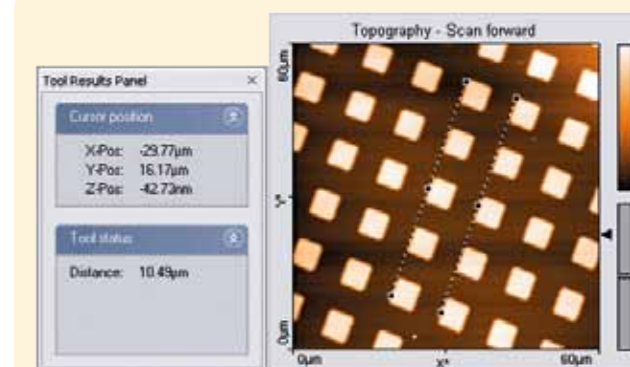 Topography - Scan forward
Tool Results Panel
Cursor position
X-Pos: -29.77µm
Y-Pos: 16.17µm
Z-Pos: -42.73nm
Tool status
Distance: 10.49µm
60µm
Y*
0µm
0µm
X*
60µm